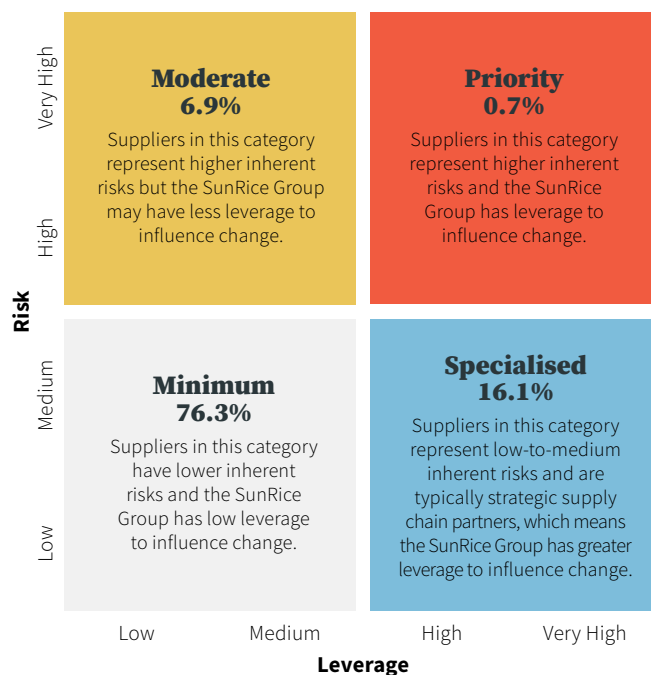 Moderate
6.9%
Suppliers in this category
represent higher inherent
risks but the SunRice Group
may have less leverage to
influence change.
Priority
0.7%
Suppliers in this category
represent higher inherent
risks and the SunRice
Group has leverage to
influence change.
Minimum
76.3%
Suppliers in this category
have lower inherent
risks and the SunRice
Group has low leverage
to influence change.
Specialised
16.1%
Suppliers in this category
represent low-to-medium
inherent risks and are
typically strategic supply
chain partners, which means
the SunRice Group has greater
leverage to influence change.
Risk
Very High
High
Medium
Low
Low
Medium
High
Very High
Leverage